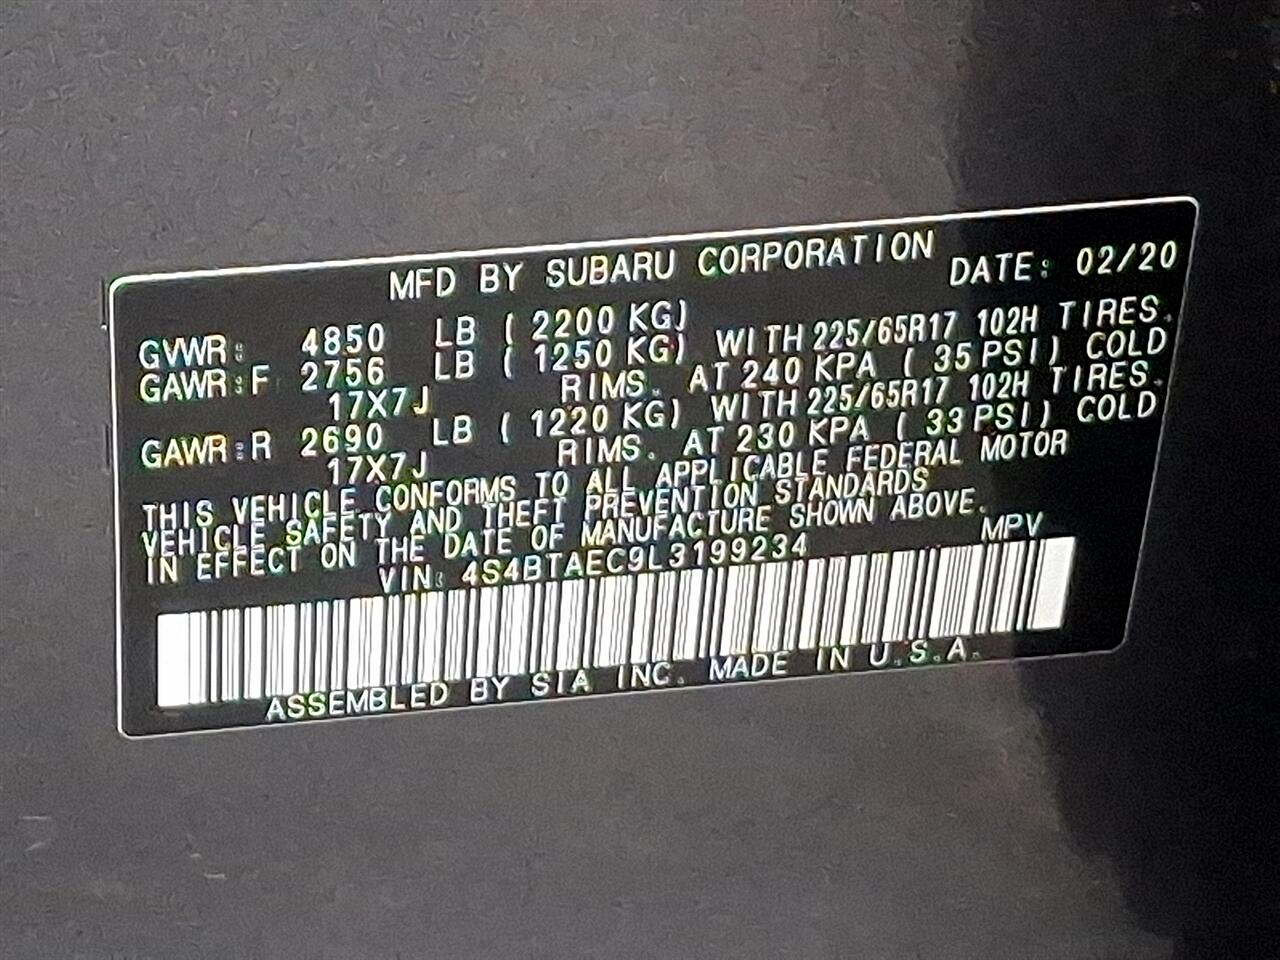 MFD BY SUBARU CORPORATION DATE: 02/20
GVWR: 4850 LB ( 2200 KG)
GAWR:F 2756 LB ( 1250 KG) WITH 225/65R17 102H TIRES.
17X7J RIMS. AT 240 KPA ( 35 PSI) COLD
GAWR:R 2690 LB ( 1220 KG) WITH 225/65R17 102H TIRES.
17X7J RIMS. AT 230 KPA ( 33 PSI) COLD
THIS VEHICLE CONFORMS TO ALL APPLICABLE FEDERAL MOTOR
VEHICLE SAFETY AND THEFT PREVENTION STANDARDS
IN EFFECT ON THE DATE OF MANUFACTURE SHOWN ABOVE.
VIN: 4S4BTAEC9L3199234 MPV
ASSEMBLED BY SIA INC. MADE IN U.S.A.